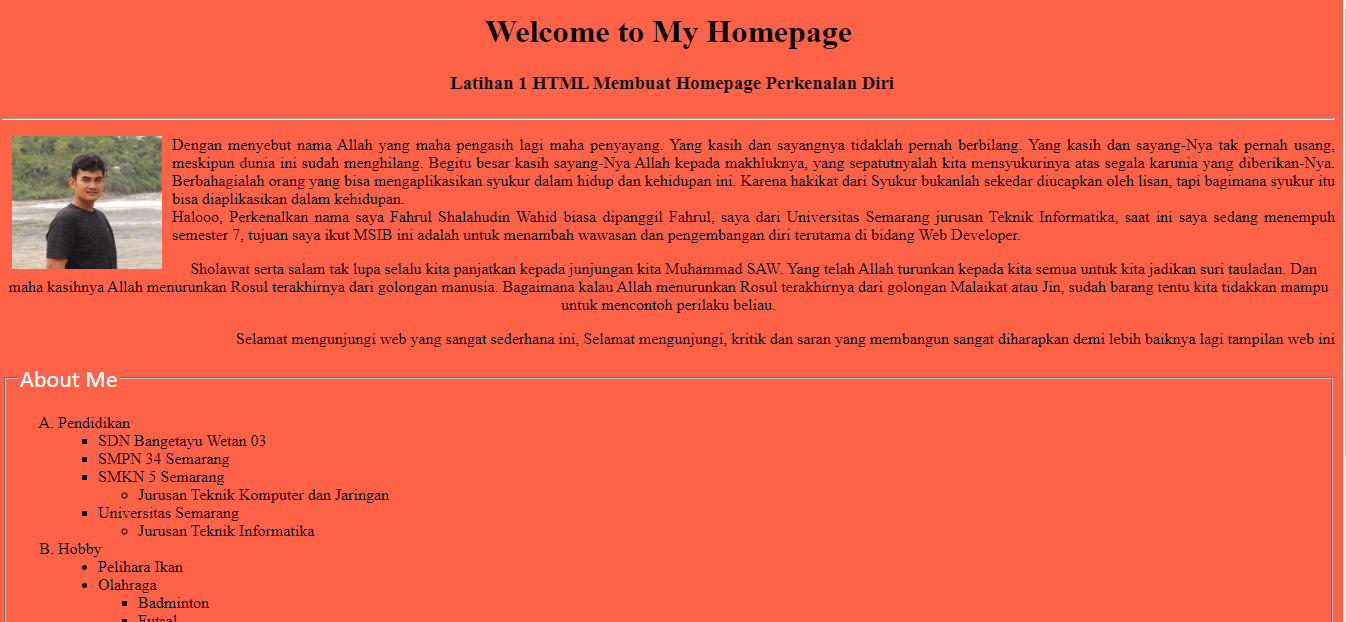 Welcome to My Homepage
Latihan 1 HTML Membuat Homepage Perkenalan Diri
Dengan menyebut nama Allah yang maha pengasih lagi maha penyayang. Yang kasih dan sayangnya tidaklah pernah berbilang. Yang kasih dan sayang-Nya tak pernah usang,
meskipun dunia ini sudah menghilang. Begitu besar kasih sayang-Nya Allah kepada makhluknya, yang sepatutnyalah kita mensyukurinya atas segala karunia yang diberikan-Nya.
Berbahagialah orang yang bisa mengaplikasikan syukur dalam hidup dan kehidupan ini. Karena hakikat dari Syukur bukanlah sekedar diucapkan oleh lisan, tapi bagaimana syukur itu
bisa diaplikasikan dalam kehidupan.
Halooo, Perkenalkan nama saya Fahrul Shalahudin Wahid biasa dipanggil Fahrul, saya dari Universitas Semarang jurusan Teknik Informatika, saat ini saya sedang menempuh
semester 7, tujuan saya ikut MSIB ini adalah untuk menambah wawasan dan pengembangan diri terutama di bidang Web Developer.
Sholawat serta salam tak lupa selalu kita panjatkan kepada junjungan kita Muhammad SAW. Yang telah Allah turunkan kepada kita semua untuk kita jadikan suri tauladan. Dan
maha kasihnya Allah menurunkan Rosul terakhirnya dari golongan manusia. Bagaimana kalau Allah menurunkan Rosul terakhirnya dari golongan Malaikat atau Jin, sudah barang tentu kita tidakkan mampu
untuk mencontoh perilaku beliau.
Selamat mengunjungi web yang sangat sederhana ini, Selamat mengunjungi, kritik dan saran yang membangun sangat diharapkan demi lebih baiknya lagi tampilan web ini
About Me
A. Pendidikan
▪ SDN Bangetayu Wetan 03
▪ SMPN 34 Semarang
▪ SMKN 5 Semarang
◦ Jurusan Teknik Komputer dan Jaringan
▪ Universitas Semarang
◦ Jurusan Teknik Informatika
B. Hobby
• Pelihara Ikan
• Olahraga
▪ Badminton
▪ Futsal